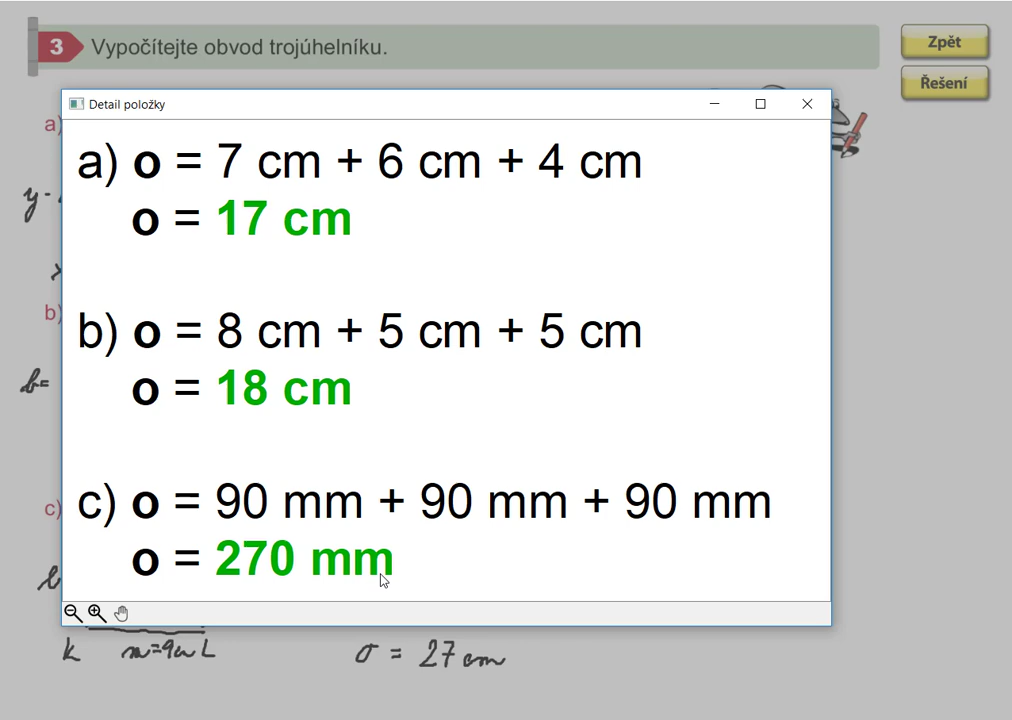 3 Vypočítejte obvod trojúhelníku.
Zpět
Řešení
Detail položky
a)
a) o = 7 cm + 6 cm + 4 cm
o = 17 cm
y -
x
b)
b) o = 8 cm + 5 cm + 5 cm
o = 18 cm
b=
c)
c) o = 90 mm + 90 mm + 90 mm
o = 270 mm
l
k m=9cm L
o = 27 cm